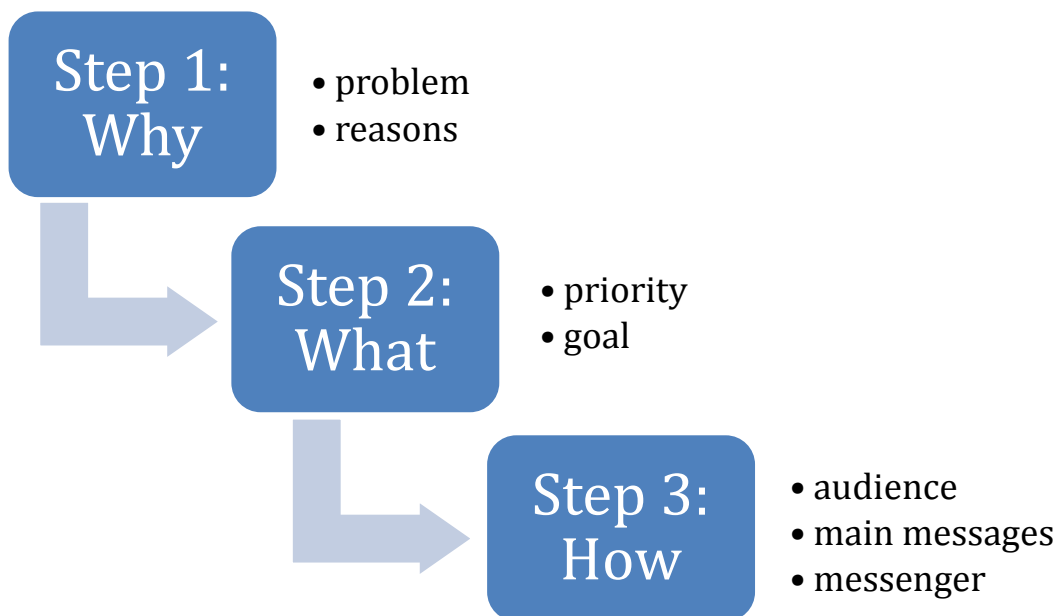 Step 1:
Why
• problem
• reasons
Step 2:
What
• priority
• goal
Step 3:
How
• audience
• main messages
• messenger